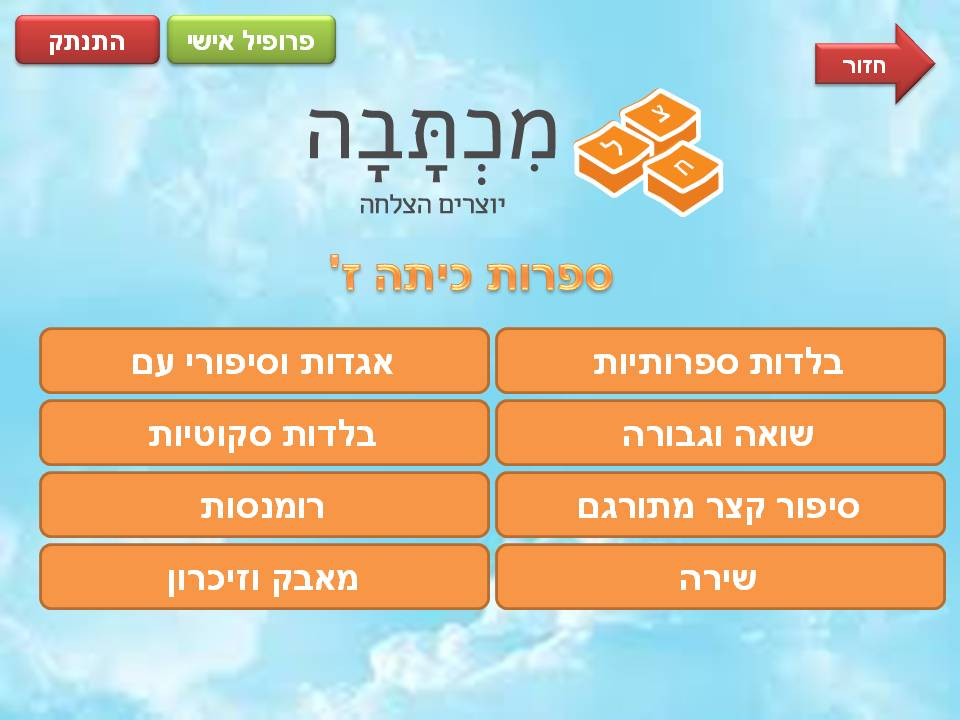 חזור
פרופיל אישי
התנתק
צ
ל
ח
מִכְתָּבָה
יוצרים הצלחה
ספרות כיתה ז'
בלדות ספרותיות
אגדות וסיפורי עם
שואה וגבורה
בלדות סקוטיות
סיפור קצר מתורגם
רומנסות
שירה
מאבק וזיכרון